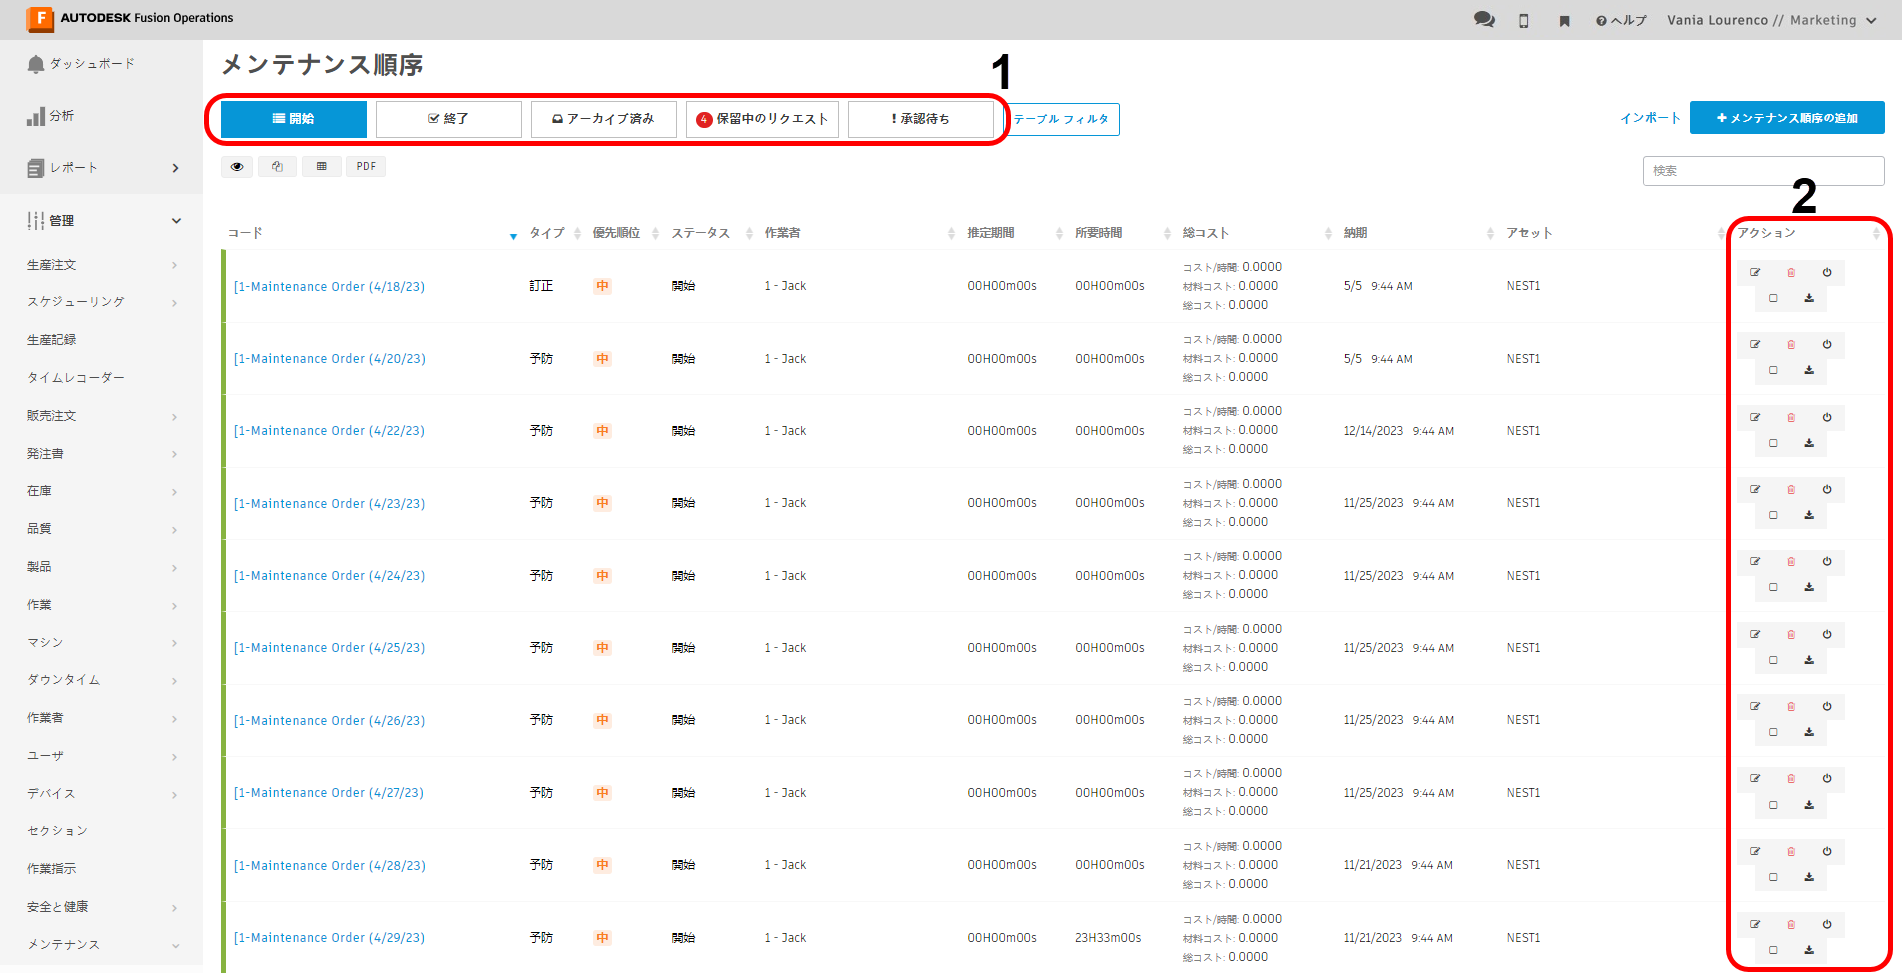 AUTODESK Fusion Operations
ヘルプ Vania Lourenco // Marketing
ダッシュボード
分析
レポート
管理
生産注文
スケジューリング
生産記録
タイムレコーダー
販売注文
発注書
在庫
品質
製品
作業
マシン
ダウンタイム
作業者
ユーザ
デバイス
セクション
作業指示
安全と健康
メンテナンス
メンテナンス順序
1
開始 終了 アーカイブ済み 4 保留中のリクエスト ! 承認待ち テーブル フィルタ
インポート + メンテナンス順序の追加
PDF
検索
2
コード タイプ 優先順位 ステータス 作業者 推定期間 所要時間 総コスト 納期 アセット アクション
コスト/時間: 0.0000
[1-Maintenance Order (4/18/23) 訂正 中 開始 1 - Jack 00H00m00s 00H00m00s 材料コスト: 0.0000 5/5 9:44 AM NEST1
総コスト: 0.0000
コスト/時間: 0.0000
[1-Maintenance Order (4/20/23) 予防 中 開始 1 - Jack 00H00m00s 00H00m00s 材料コスト: 0.0000 5/5 9:44 AM NEST1
総コスト: 0.0000
コスト/時間: 0.0000
[1-Maintenance Order (4/22/23) 予防 中 開始 1 - Jack 00H00m00s 00H00m00s 材料コスト: 0.0000 12/14/2023 9:44 AM NEST1
総コスト: 0.0000
コスト/時間: 0.0000
[1-Maintenance Order (4/23/23) 予防 中 開始 1 - Jack 00H00m00s 00H00m00s 材料コスト: 0.0000 11/25/2023 9:44 AM NEST1
総コスト: 0.0000
コスト/時間: 0.0000
[1-Maintenance Order (4/24/23) 予防 中 開始 1 - Jack 00H00m00s 00H00m00s 材料コスト: 0.0000 11/25/2023 9:44 AM NEST1
総コスト: 0.0000
コスト/時間: 0.0000
[1-Maintenance Order (4/25/23) 予防 中 開始 1 - Jack 00H00m00s 00H00m00s 材料コスト: 0.0000 11/25/2023 9:44 AM NEST1
総コスト: 0.0000
コスト/時間: 0.0000
[1-Maintenance Order (4/26/23) 予防 中 開始 1 - Jack 00H00m00s 00H00m00s 材料コスト: 0.0000 11/25/2023 9:44 AM NEST1
総コスト: 0.0000
コスト/時間: 0.0000
[1-Maintenance Order (4/27/23) 予防 中 開始 1 - Jack 00H00m00s 00H00m00s 材料コスト: 0.0000 11/25/2023 9:44 AM NEST1
総コスト: 0.0000
コスト/時間: 0.0000
[1-Maintenance Order (4/28/23) 予防 中 開始 1 - Jack 00H00m00s 00H00m00s 材料コスト: 0.0000 11/21/2023 9:44 AM NEST1
総コスト: 0.0000
コスト/時間: 0.0000
[1-Maintenance Order (4/29/23) 予防 中 開始 1 - Jack 00H00m00s 23H33m00s 材料コスト: 0.0000 11/21/2023 9:44 AM NEST1
総コスト: 0.0000